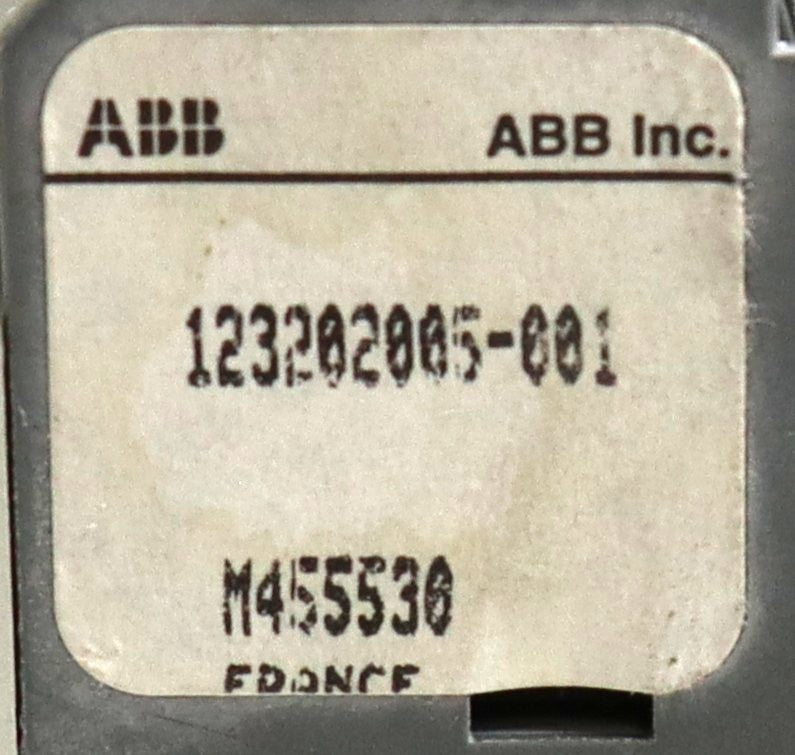 ABB ABB Inc.
123202005-001
M455530
FRANCE